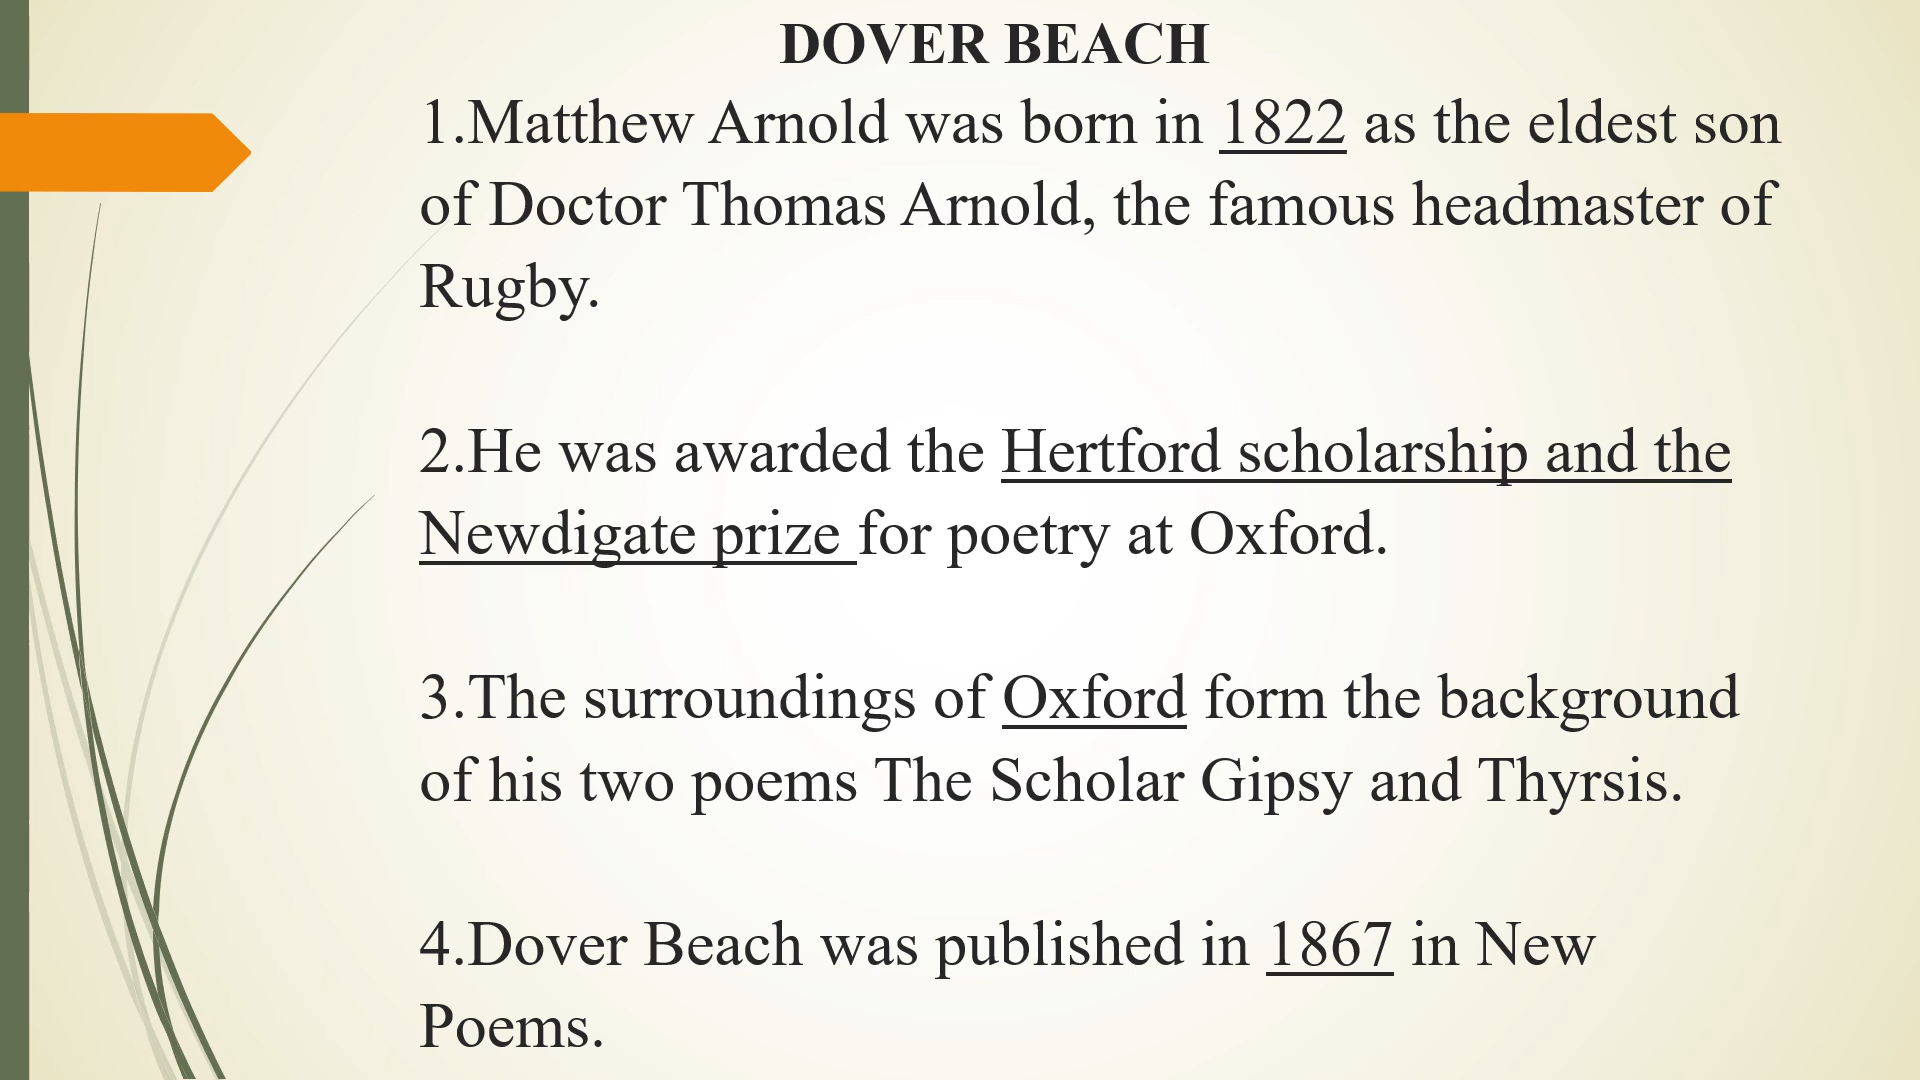 DOVER BEACH
1.Matthew Arnold was born in 1822 as the eldest son
of Doctor Thomas Arnold, the famous headmaster of
Rugby.
2.He was awarded the Hertford scholarship and the
Newdigate prize for poetry at Oxford.
3.The surroundings of Oxford form the background
of his two poems The Scholar Gipsy and Thyrsis.
4.Dover Beach was published in 1867 in New
Poems.